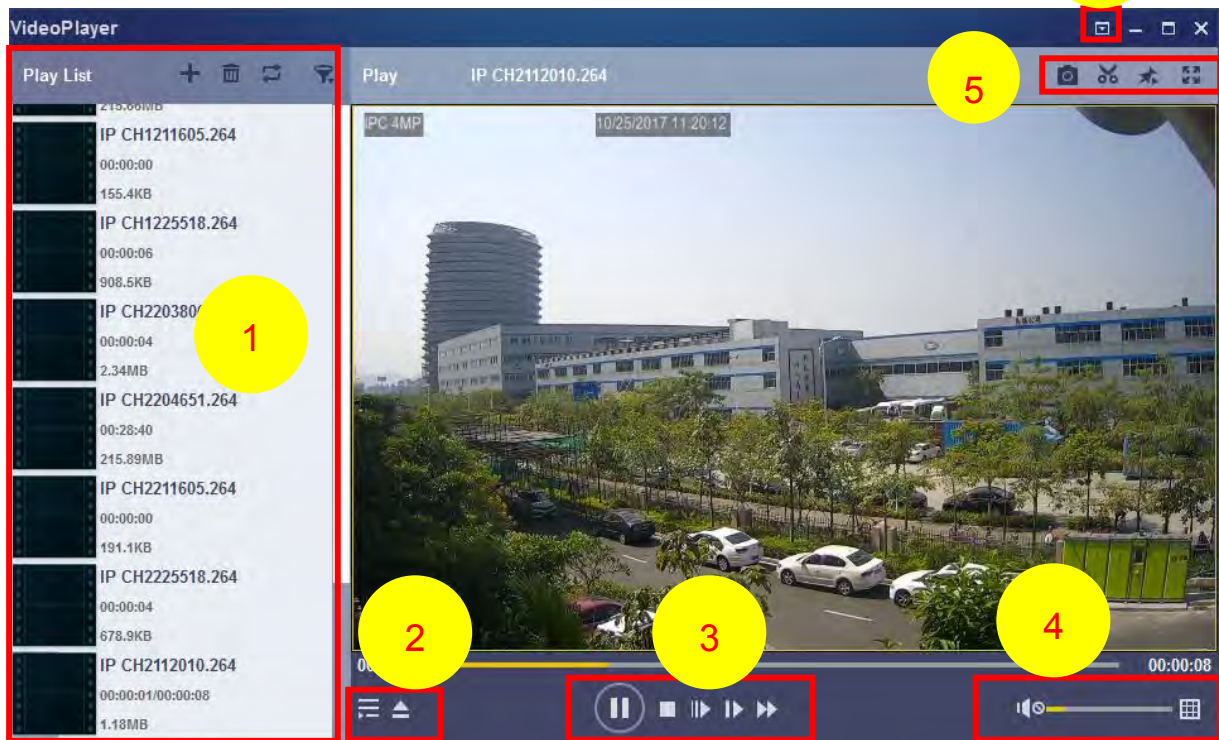 VideoPlayer
Play List
Play IP CH2112010.264
5
215.66MB
IP CH1211605.264
00:00:00
155.4KB
IP CH1225518.264
00:00:06
908.5KB
IP CH220380
00:00:04
2.34MB
1
IP CH2204651.264
00:28:40
215.89MB
IP CH2211605.264
00:00:00
191.1KB
IP CH2225518.264
00:00:04
678.9KB
IP CH2112010.264
00:00:01/00:00:08
1.18MB
IPC 4MP
10/25/2017 11:20:12
2
3
4
00:00:08